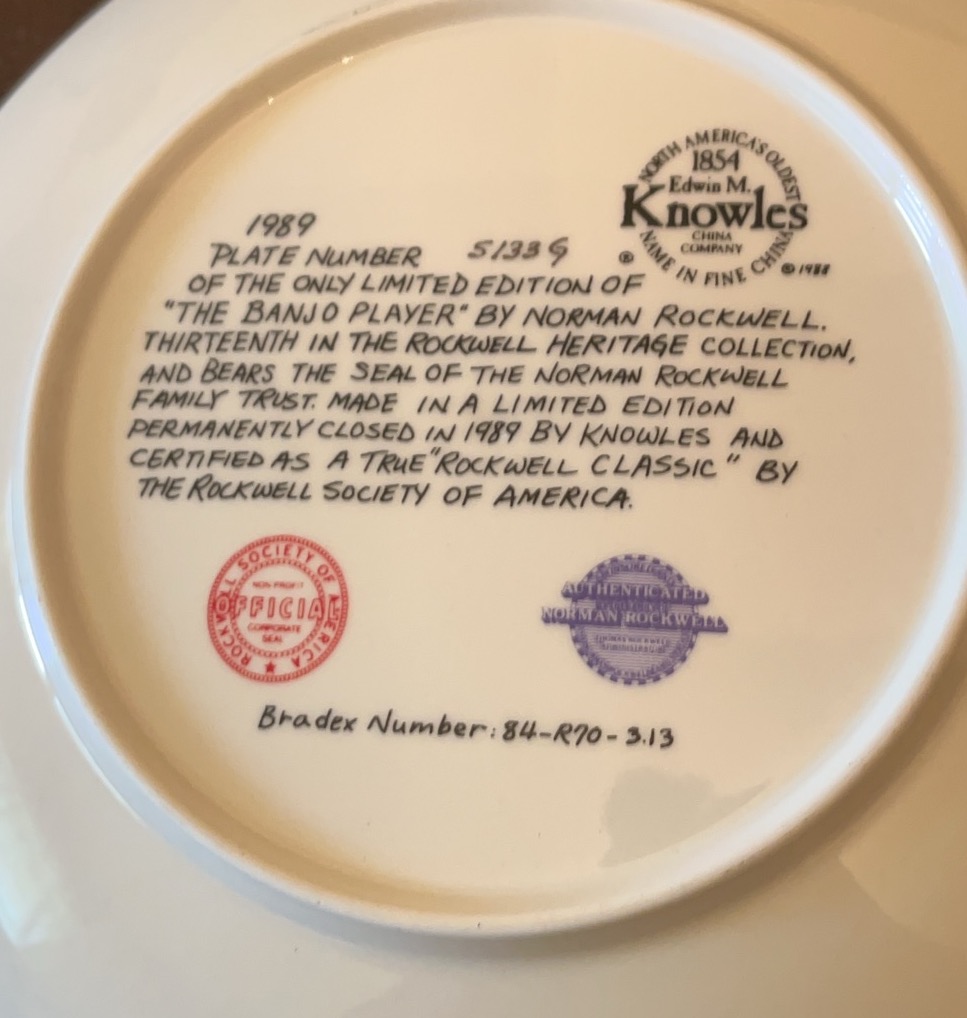 NORTH AMERICA'S OLDEST
1854
Edwin M.
Knowles
CHINA
COMPANY
NAME IN FINE CHINA
® © 1988
1989
PLATE NUMBER 5133G
OF THE ONLY LIMITED EDITION OF
"THE BANJO PLAYER" BY NORMAN ROCKWELL.
THIRTEENTH IN THE ROCKWELL HERITAGE COLLECTION,
AND BEARS THE SEAL OF THE NORMAN ROCKWELL
FAMILY TRUST. MADE IN A LIMITED EDITION
PERMANENTLY CLOSED IN 1989 BY KNOWLES AND
CERTIFIED AS A TRUE "ROCKWELL CLASSIC" BY
THE ROCKWELL SOCIETY OF AMERICA.
ROCKWELL SOCIETY OF AMERICA
NON-PROFIT
OFFICIAL
CORPORATE
SEAL
AUTHENTICATED
NORMAN ROCKWELL
Bradex Number: 84-R70-3.13